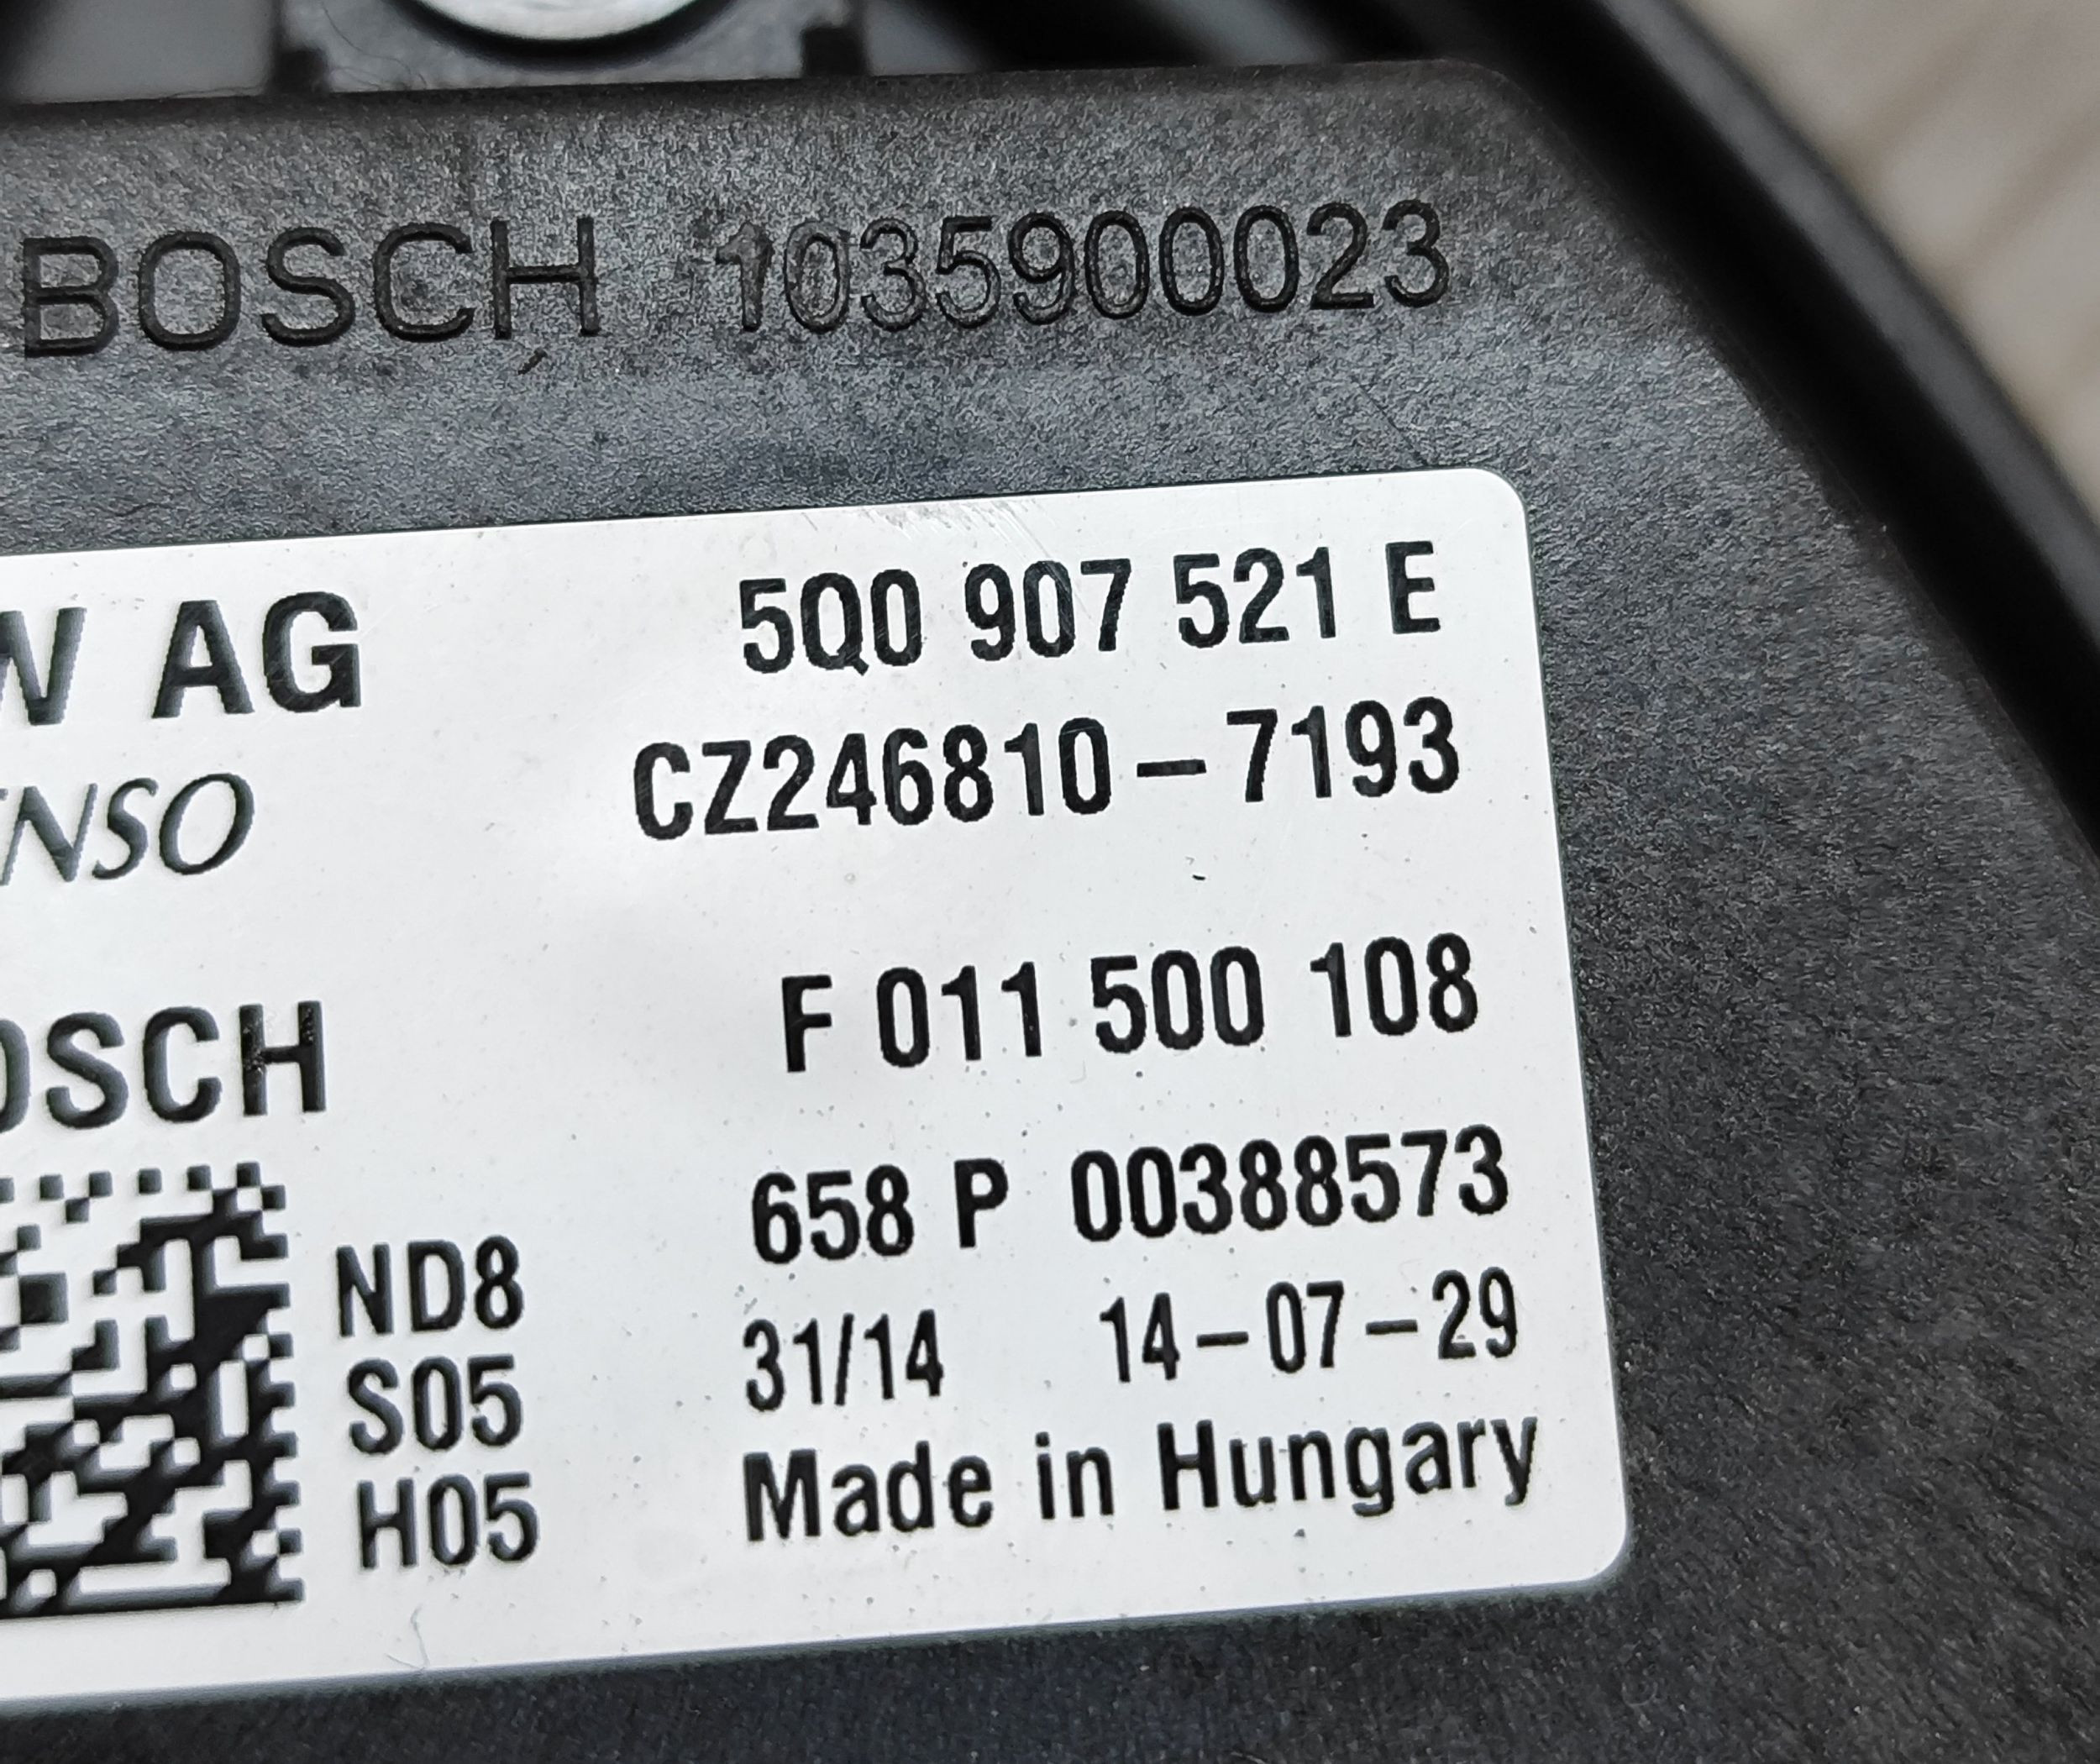 BOSCH 1035900023
W AG 5Q0 907 521 E
ENSO CZ246810-7193
OSCH F 011 500 108
658 P 00388573
ND8
31/14 14-07-29
S05
Made in Hungary
H05